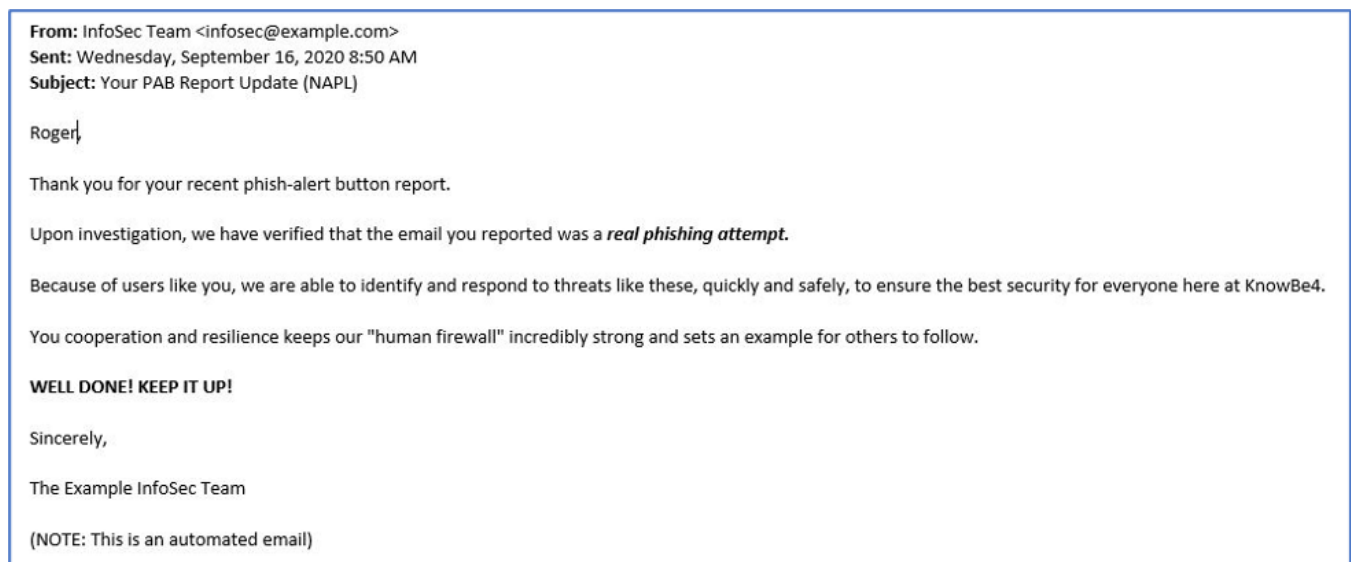 From: InfoSec Team <infosec@example.com>
Sent: Wednesday, September 16, 2020 8:50 AM
Subject: Your PAB Report Update (NAPL)
Roger,
Thank you for your recent phish-alert button report.
Upon investigation, we have verified that the email you reported was a real phishing attempt.
Because of users like you, we are able to identify and respond to threats like these, quickly and safely, to ensure the best security for everyone here at KnowBe4.
You cooperation and resilience keeps our "human firewall" incredibly strong and sets an example for others to follow.
WELL DONE! KEEP IT UP!
Sincerely,
The Example InfoSec Team
(NOTE: This is an automated email)